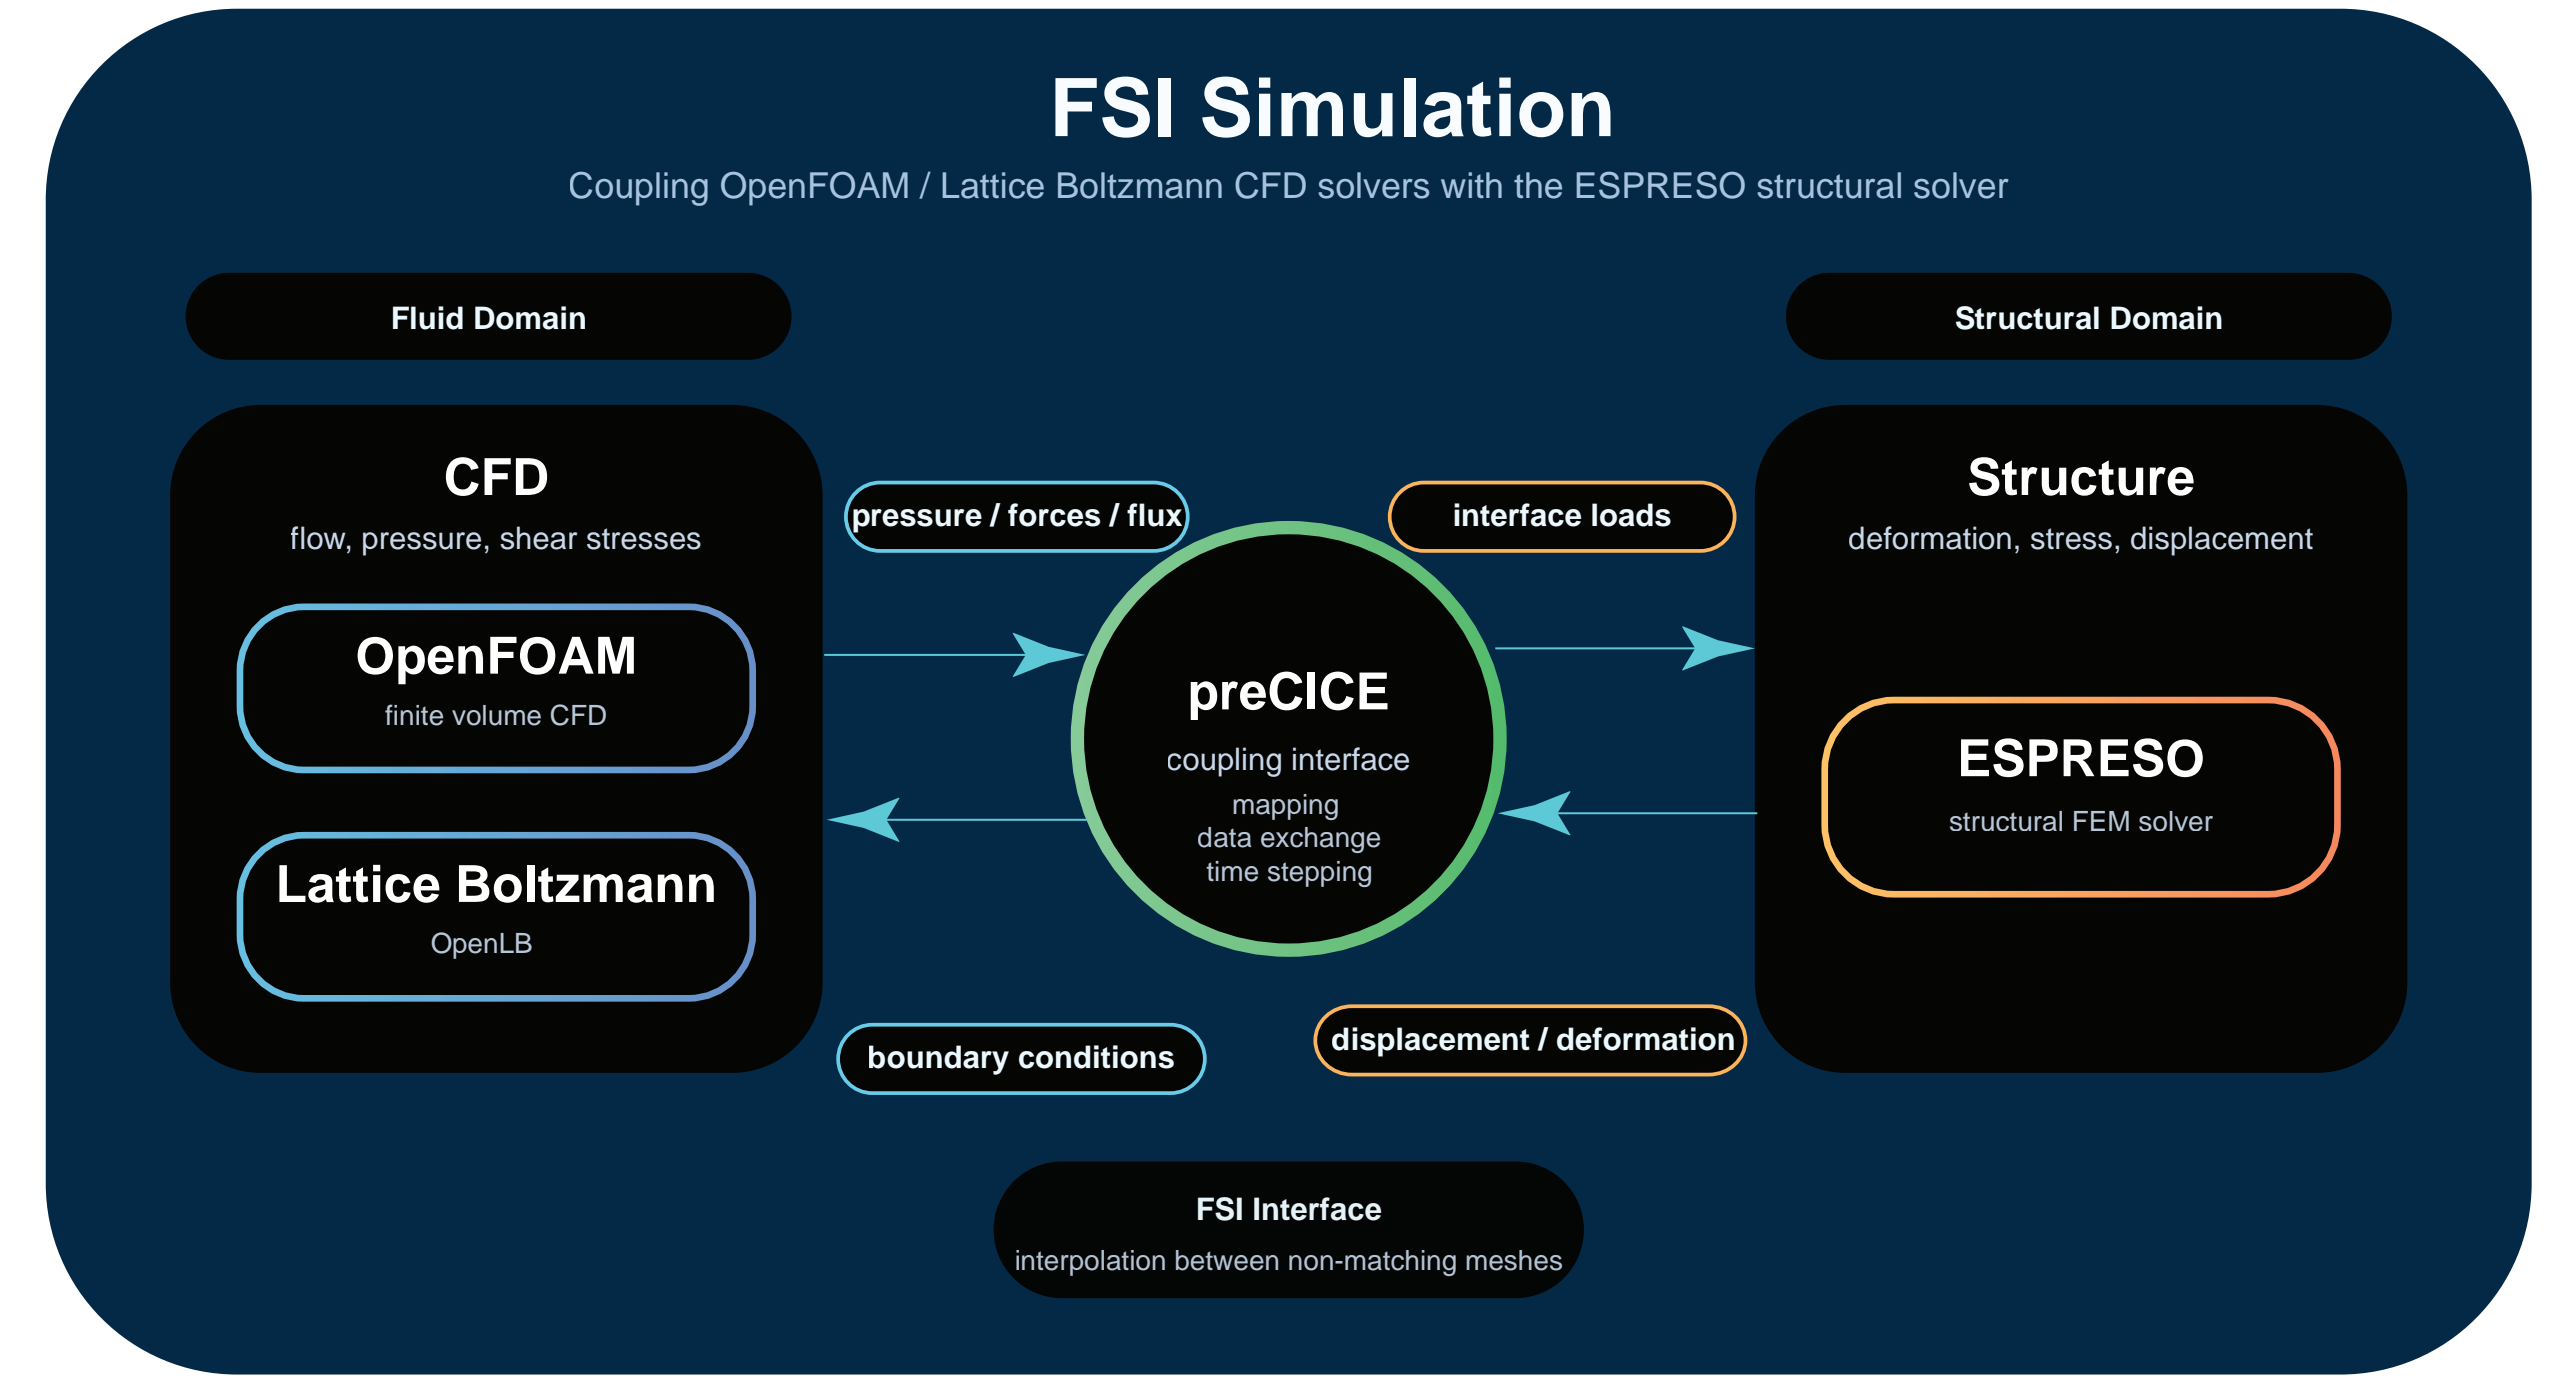 FSI Simulation
Coupling OpenFOAM / Lattice Boltzmann CFD solvers with the ESPRESO structural solver
Fluid Domain
Structural Domain
CFD
flow, pressure, shear stresses
OpenFOAM
finite volume CFD
Lattice Boltzmann
OpenLB
pressure / forces / flux
interface loads
preCICE
coupling interface
mapping
data exchange
time stepping
boundary conditions
displacement / deformation
Structure
deformation, stress, displacement
ESPRESO
structural FEM solver
FSI Interface
interpolation between non-matching meshes